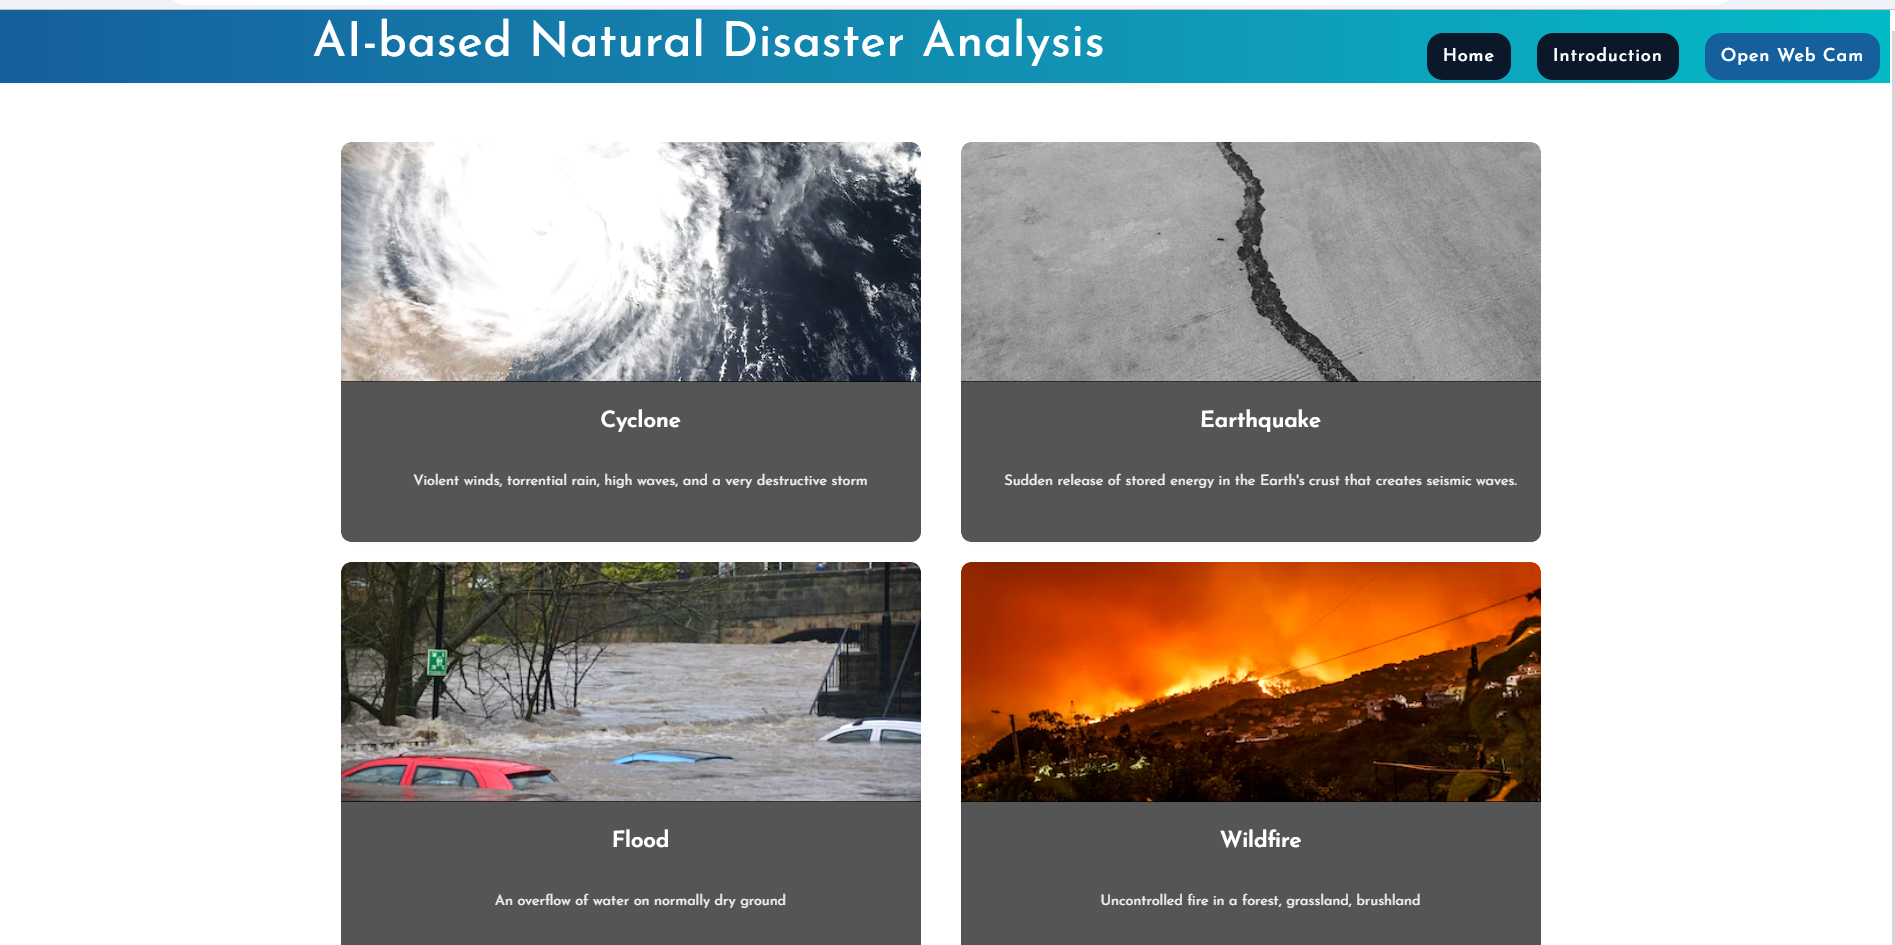 AI-based Natural Disaster Analysis
Home
Introduction
Open Web Cam
Cyclone
Violent winds, torrential rain, high waves, and a very destructive storm
Earthquake
Sudden release of stored energy in the Earth's crust that creates seismic waves.
Flood
An overflow of water on normally dry ground
Wildfire
Uncontrolled fire in a forest, grassland, brushland